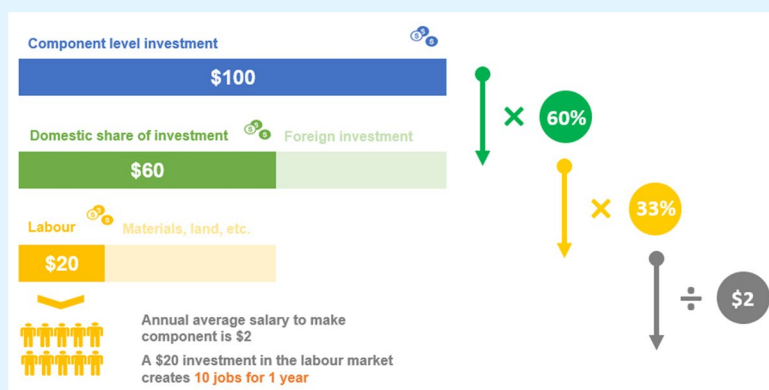 Component level investment
$100
× 60%
Domestic share of investment Foreign investment
$60
× 33%
Labour Materials, land, etc.
$20
÷ $2
Annual average salary to make
component is $2
A $20 investment in the labour market
creates 10 jobs for 1 year